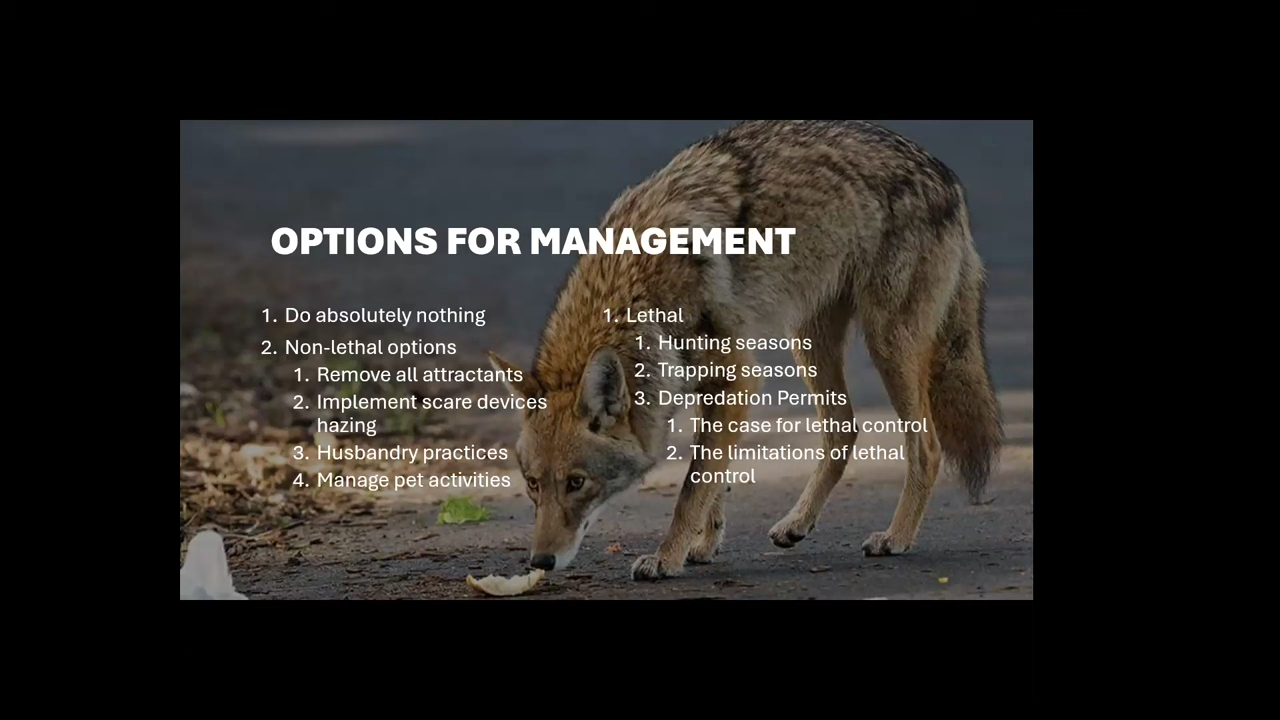 OPTIONS FOR MANAGEMENT
1. Do absolutely nothing
2. Non-lethal options
1. Remove all attractants
2. Implement scare devices
hazing
3. Husbandry practices
4. Manage pet activities
1. Lethal
1. Hunting seasons
2. Trapping seasons
3. Depredation Permits
1. The case for lethal control
2. The limitations of lethal
control